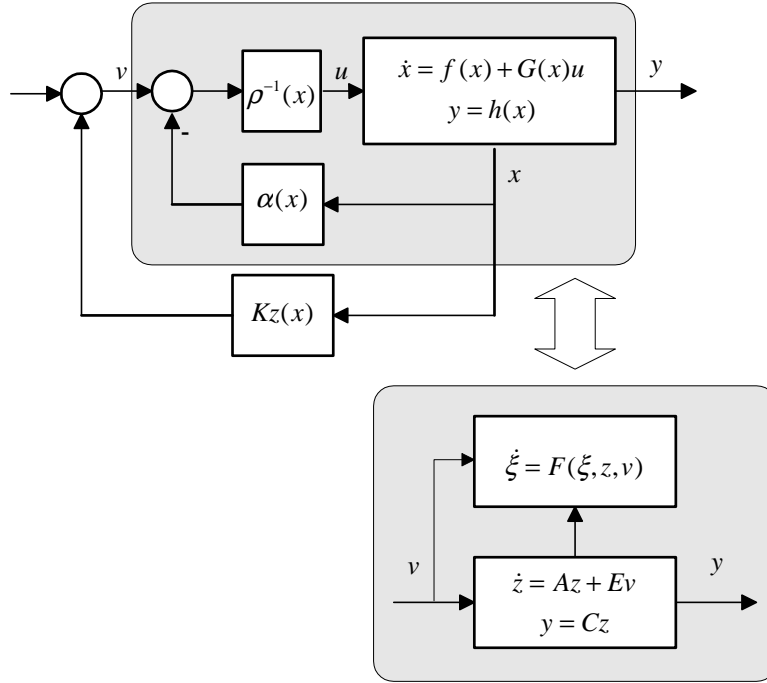 v
ρ⁻¹(x)
u
ẋ = f(x) + G(x)u
y = h(x)
y
-
α(x)
x
Kz(x)
ξ̇ = F(ξ, z, v)
v
ż = Az + Ev
y = Cz
y